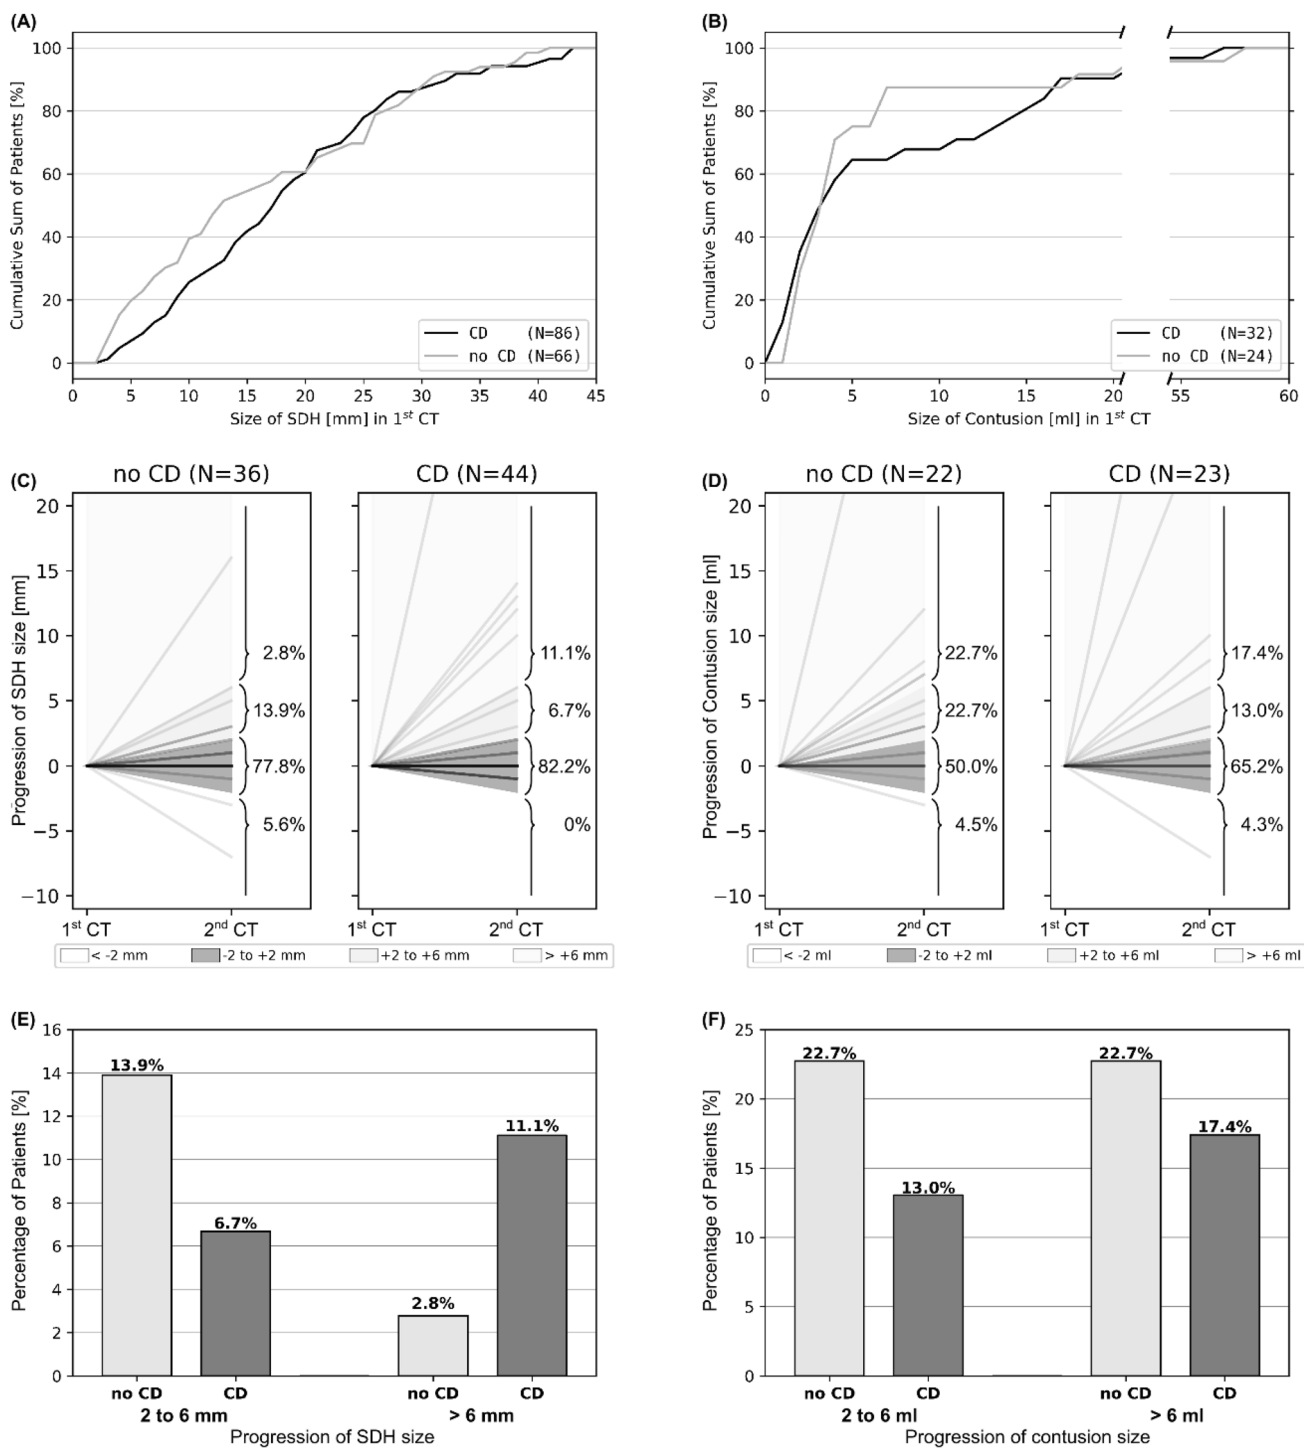 (A)
Cumulative Sum of Patients [%]
100
80
60
40
20
0
CD (N=86)
no CD (N=66)
0 5 10 15 20 25 30 35 40 45
Size of SDH [mm] in 1st CT
(B)
Cumulative Sum of Patients [%]
100
80
60
40
20
0
CD (N=32)
no CD (N=24)
0 5 10 15 20 55 60
Size of Contusion [ml] in 1st CT
(C)
no CD (N=36) CD (N=44)
Progression of SDH size [mm]
20
15
10
5
0
−5
−10
2.8%
13.9%
77.8%
5.6%
11.1%
6.7%
82.2%
0%
1st CT 2nd CT 1st CT 2nd CT
< -2 mm -2 to +2 mm +2 to +6 mm > +6 mm
(D)
no CD (N=22) CD (N=23)
Progression of Contusion size [ml]
20
15
10
5
0
−5
−10
22.7%
22.7%
50.0%
4.5%
17.4%
13.0%
65.2%
4.3%
1st CT 2nd CT 1st CT 2nd CT
< -2 ml -2 to +2 ml +2 to +6 ml > +6 ml
(E)
Percentage of Patients [%]
16
14
12
10
8
6
4
2
0
13.9%
6.7%
2.8%
11.1%
no CD CD no CD CD
2 to 6 mm > 6 mm
Progression of SDH size
(F)
Percentage of Patients [%]
25
20
15
10
5
0
22.7%
13.0%
22.7%
17.4%
no CD CD no CD CD
2 to 6 ml > 6 ml
Progression of contusion size